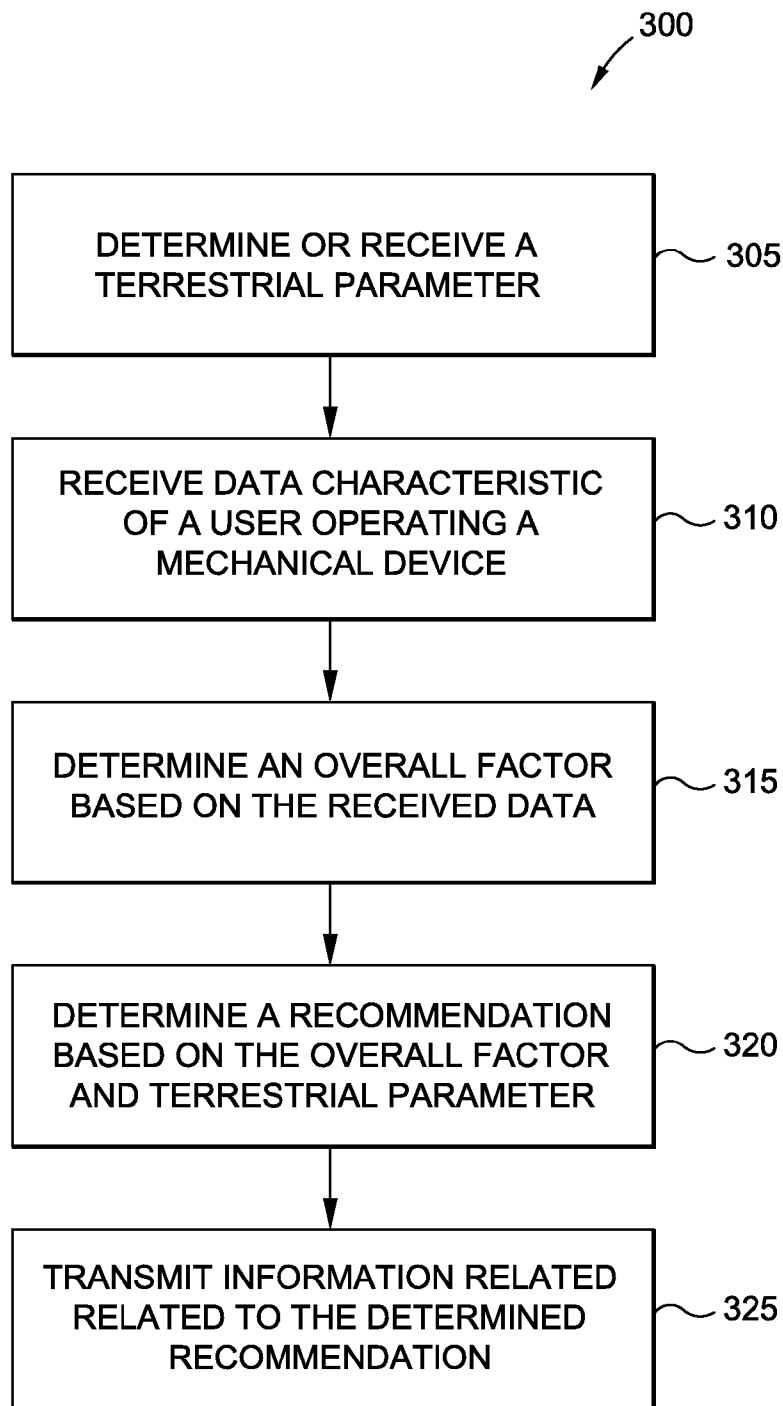 300
DETERMINE OR RECEIVE A
TERRESTRIAL PARAMETER
305
RECEIVE DATA CHARACTERISTIC
OF A USER OPERATING A
MECHANICAL DEVICE
310
DETERMINE AN OVERALL FACTOR
BASED ON THE RECEIVED DATA
315
DETERMINE A RECOMMENDATION
BASED ON THE OVERALL FACTOR
AND TERRESTRIAL PARAMETER
320
TRANSMIT INFORMATION RELATED
RELATED TO THE DETERMINED
RECOMMENDATION
325